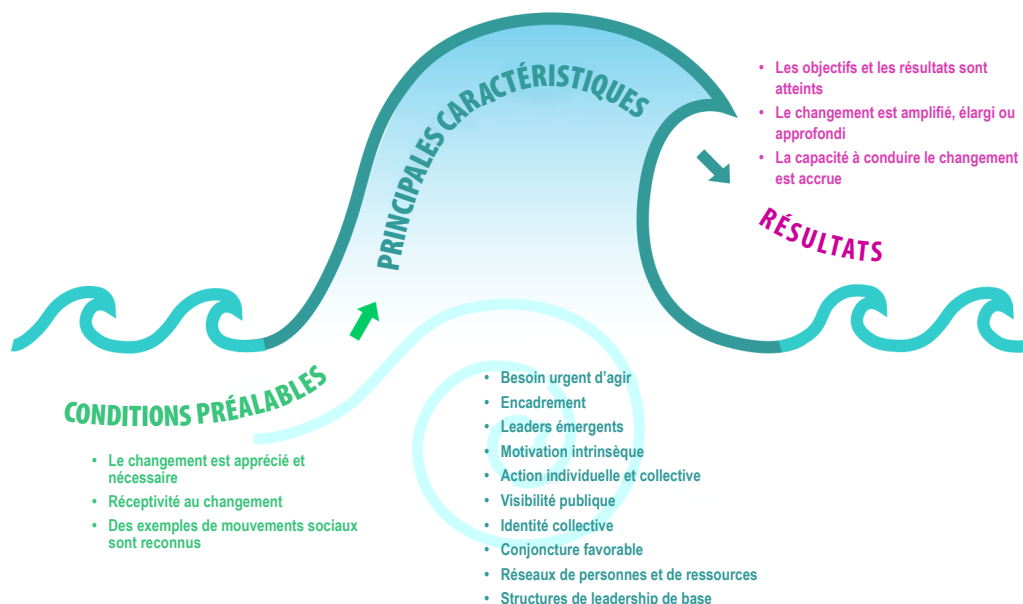 CONDITIONS PRÉALABLES
• Le changement est apprécié et
nécessaire
• Réceptivité au changement
• Des exemples de mouvements sociaux
sont reconnus
PRINCIPALES CARACTÉRISTIQUES
• Besoin urgent d’agir
• Encadrement
• Leaders émergents
• Motivation intrinsèque
• Action individuelle et collective
• Visibilité publique
• Identité collective
• Conjoncture favorable
• Réseaux de personnes et de ressources
• Structures de leadership de base
• Les objectifs et les résultats sont
atteints
• Le changement est amplifié, élargi ou
approfondi
• La capacité à conduire le changement
est accrue
RÉSULTATS